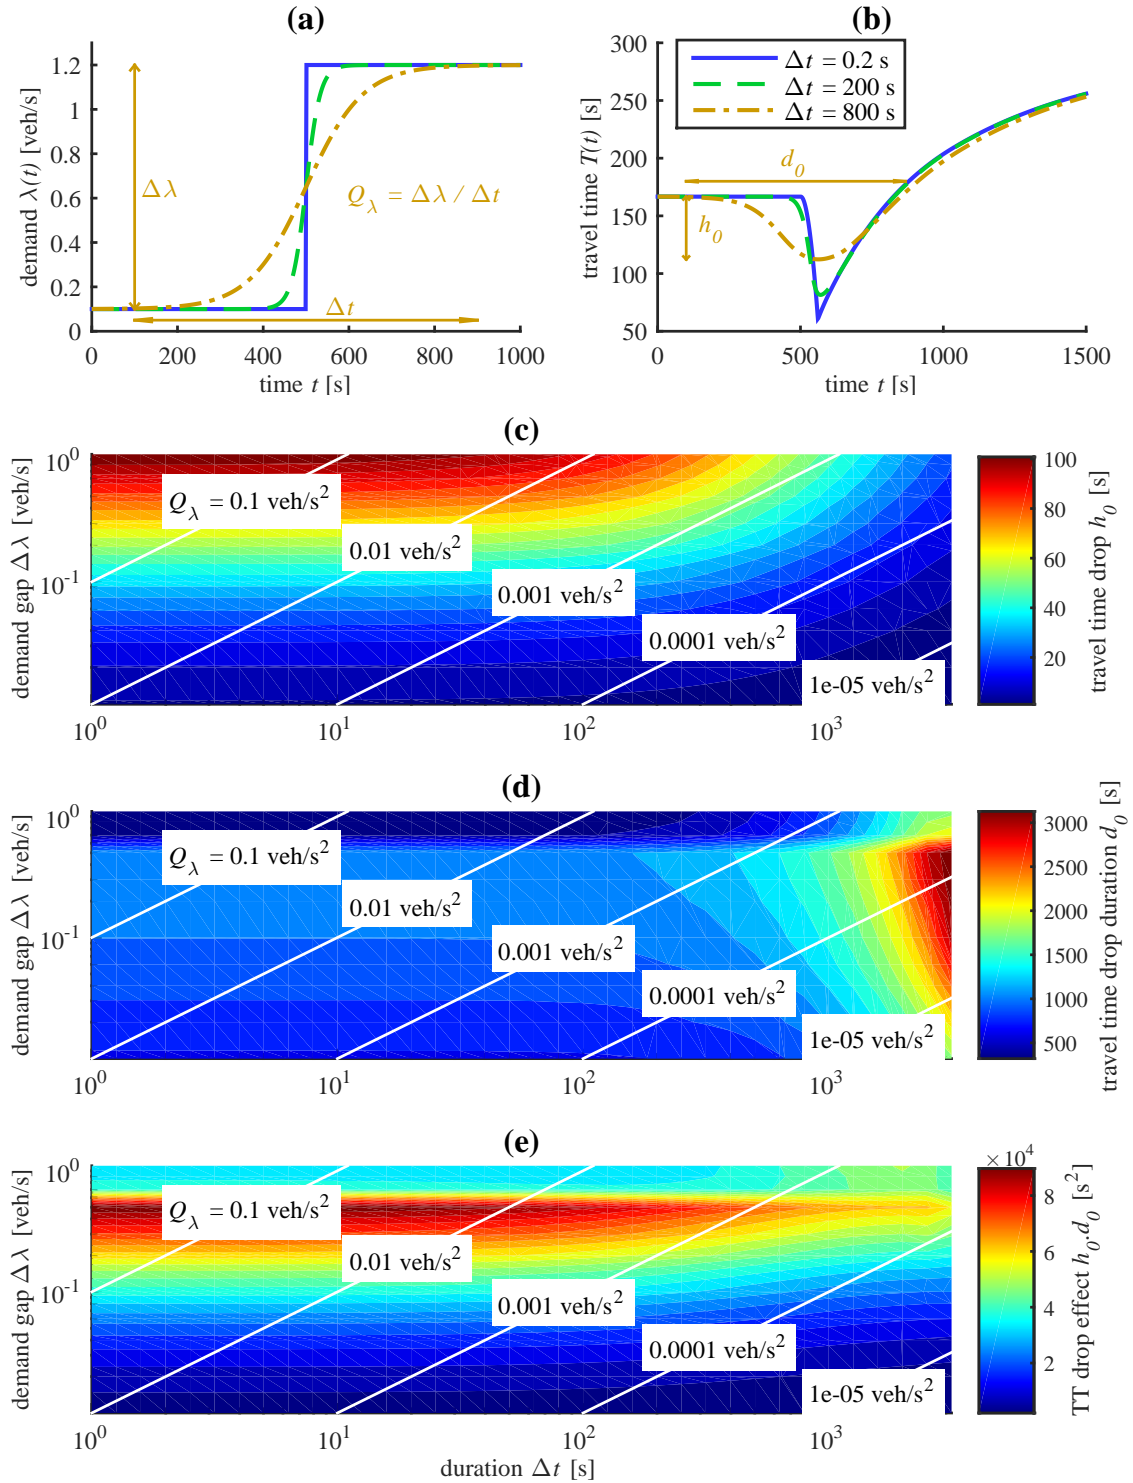 (a)
demand λ(t) [veh/s]
1.2
1
0.8
0.6
0.4
0.2
0
Δλ
Q_λ = Δλ / Δt
Δt
0 200 400 600 800 1000
time t [s]
(b)
travel time T(t) [s]
300
250
200
150
100
50
Δt = 0.2 s
Δt = 200 s
Δt = 800 s
d_0
h_0
0 500 1000 1500
time t [s]
(c)
demand gap Δλ [veh/s]
10^0
10^-1
Q_λ = 0.1 veh/s^2
0.01 veh/s^2
0.001 veh/s^2
0.0001 veh/s^2
1e-05 veh/s^2
10^0 10^1 10^2 10^3
100
80
60
40
20
travel time drop h_0 [s]
(d)
demand gap Δλ [veh/s]
10^0
10^-1
Q_λ = 0.1 veh/s^2
0.01 veh/s^2
0.001 veh/s^2
0.0001 veh/s^2
1e-05 veh/s^2
10^0 10^1 10^2 10^3
3000
2500
2000
1500
1000
500
travel time drop duration d_0 [s]
(e)
demand gap Δλ [veh/s]
10^0
10^-1
Q_λ = 0.1 veh/s^2
0.01 veh/s^2
0.001 veh/s^2
0.0001 veh/s^2
1e-05 veh/s^2
10^0 10^1 10^2 10^3
duration Δt [s]
×10^4
8
6
4
2
TT drop effect h_0.d_0 [s^2]